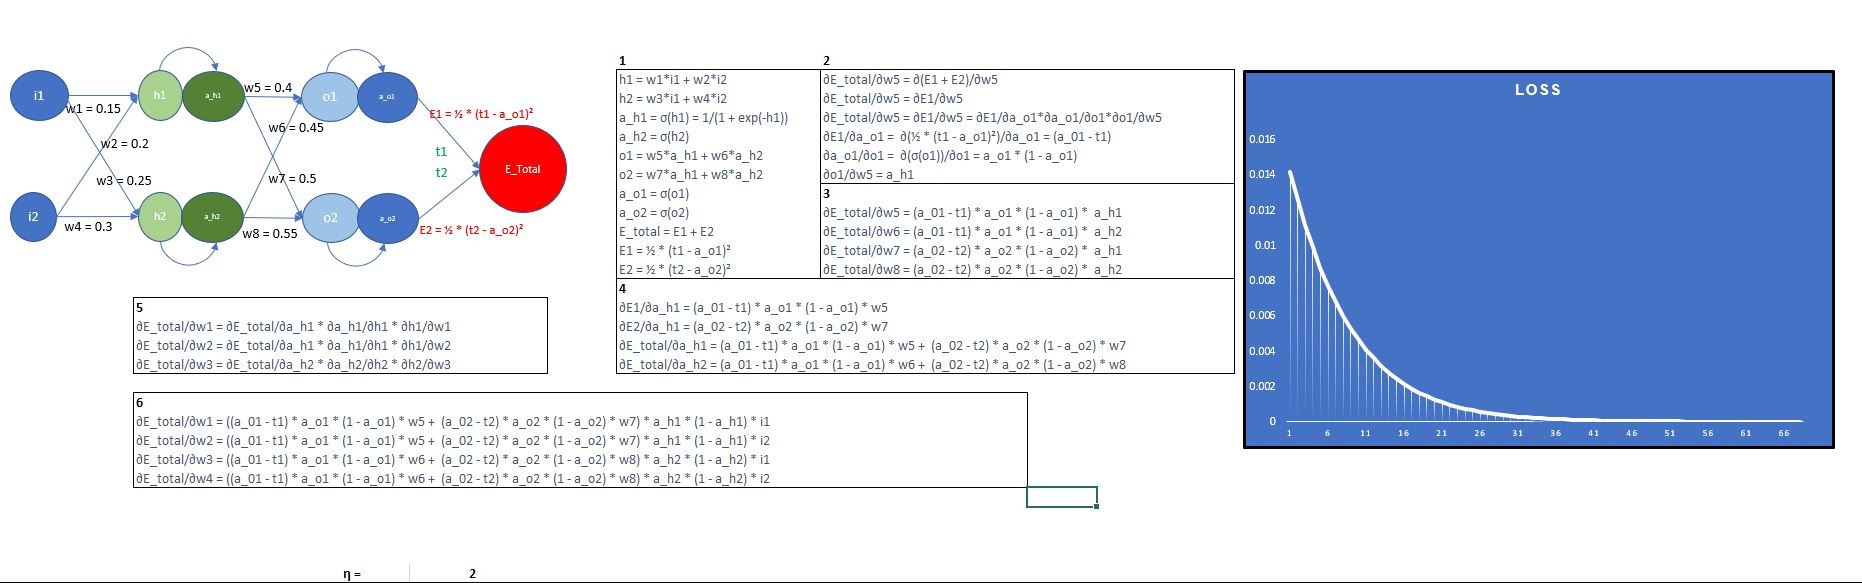 i1
h1
a_h1
w5 = 0.4
o1
a_o1
w1 = 0.15
E1 = ½ * (t1 - a_o1)²
w6 = 0.45
w2 = 0.2
t1
t2
E_Total
w3 = 0.25
w7 = 0.5
i2
h2
a_h2
o2
a_o2
w4 = 0.3
w8 = 0.55
E2 = ½ * (t2 - a_o2)²
1
h1 = w1*i1 + w2*i2
h2 = w3*i1 + w4*i2
a_h1 = σ(h1) = 1/(1 + exp(-h1))
a_h2 = σ(h2)
o1 = w5*a_h1 + w6*a_h2
o2 = w7*a_h1 + w8*a_h2
a_o1 = σ(o1)
a_o2 = σ(o2)
E_total = E1 + E2
E1 = ½ * (t1 - a_o1)²
E2 = ½ * (t2 - a_o2)²
2
∂E_total/∂w5 = ∂(E1 + E2)/∂w5
∂E_total/∂w5 = ∂E1/∂w5
∂E_total/∂w5 = ∂E1/∂w5 = ∂E1/∂a_o1*∂a_o1/∂o1*∂o1/∂w5
∂E1/∂a_o1 = ∂(½ * (t1 - a_o1)²)/∂a_o1 = (a_01 - t1)
∂a_o1/∂o1 = ∂(σ(o1))/∂o1 = a_o1 * (1 - a_o1)
∂o1/∂w5 = a_h1
3
∂E_total/∂w5 = (a_01 - t1) * a_o1 * (1 - a_o1) * a_h1
∂E_total/∂w6 = (a_01 - t1) * a_o1 * (1 - a_o1) * a_h2
∂E_total/∂w7 = (a_02 - t2) * a_o2 * (1 - a_o2) * a_h1
∂E_total/∂w8 = (a_02 - t2) * a_o2 * (1 - a_o2) * a_h2
4
∂E1/∂a_h1 = (a_01 - t1) * a_o1 * (1 - a_o1) * w5
∂E2/∂a_h1 = (a_02 - t2) * a_o2 * (1 - a_o2) * w7
∂E_total/∂a_h1 = (a_01 - t1) * a_o1 * (1 - a_o1) * w5 + (a_02 - t2) * a_o2 * (1 - a_o2) * w7
∂E_total/∂a_h2 = (a_01 - t1) * a_o1 * (1 - a_o1) * w6 + (a_02 - t2) * a_o2 * (1 - a_o2) * w8
5
∂E_total/∂w1 = ∂E_total/∂a_h1 * ∂a_h1/∂h1 * ∂h1/∂w1
∂E_total/∂w2 = ∂E_total/∂a_h1 * ∂a_h1/∂h1 * ∂h1/∂w2
∂E_total/∂w3 = ∂E_total/∂a_h2 * ∂a_h2/∂h2 * ∂h2/∂w3
6
∂E_total/∂w1 = ((a_01 - t1) * a_o1 * (1 - a_o1) * w5 + (a_02 - t2) * a_o2 * (1 - a_o2) * w7) * a_h1 * (1 - a_h1) * i1
∂E_total/∂w2 = ((a_01 - t1) * a_o1 * (1 - a_o1) * w5 + (a_02 - t2) * a_o2 * (1 - a_o2) * w7) * a_h1 * (1 - a_h1) * i2
∂E_total/∂w3 = ((a_01 - t1) * a_o1 * (1 - a_o1) * w6 + (a_02 - t2) * a_o2 * (1 - a_o2) * w8) * a_h2 * (1 - a_h2) * i1
∂E_total/∂w4 = ((a_01 - t1) * a_o1 * (1 - a_o1) * w6 + (a_02 - t2) * a_o2 * (1 - a_o2) * w8) * a_h2 * (1 - a_h2) * i2
LOSS
0.016
0.014
0.012
0.01
0.008
0.006
0.004
0.002
0
1 6 11 16 21 26 31 36 41 46 51 56 61 66
η = 2